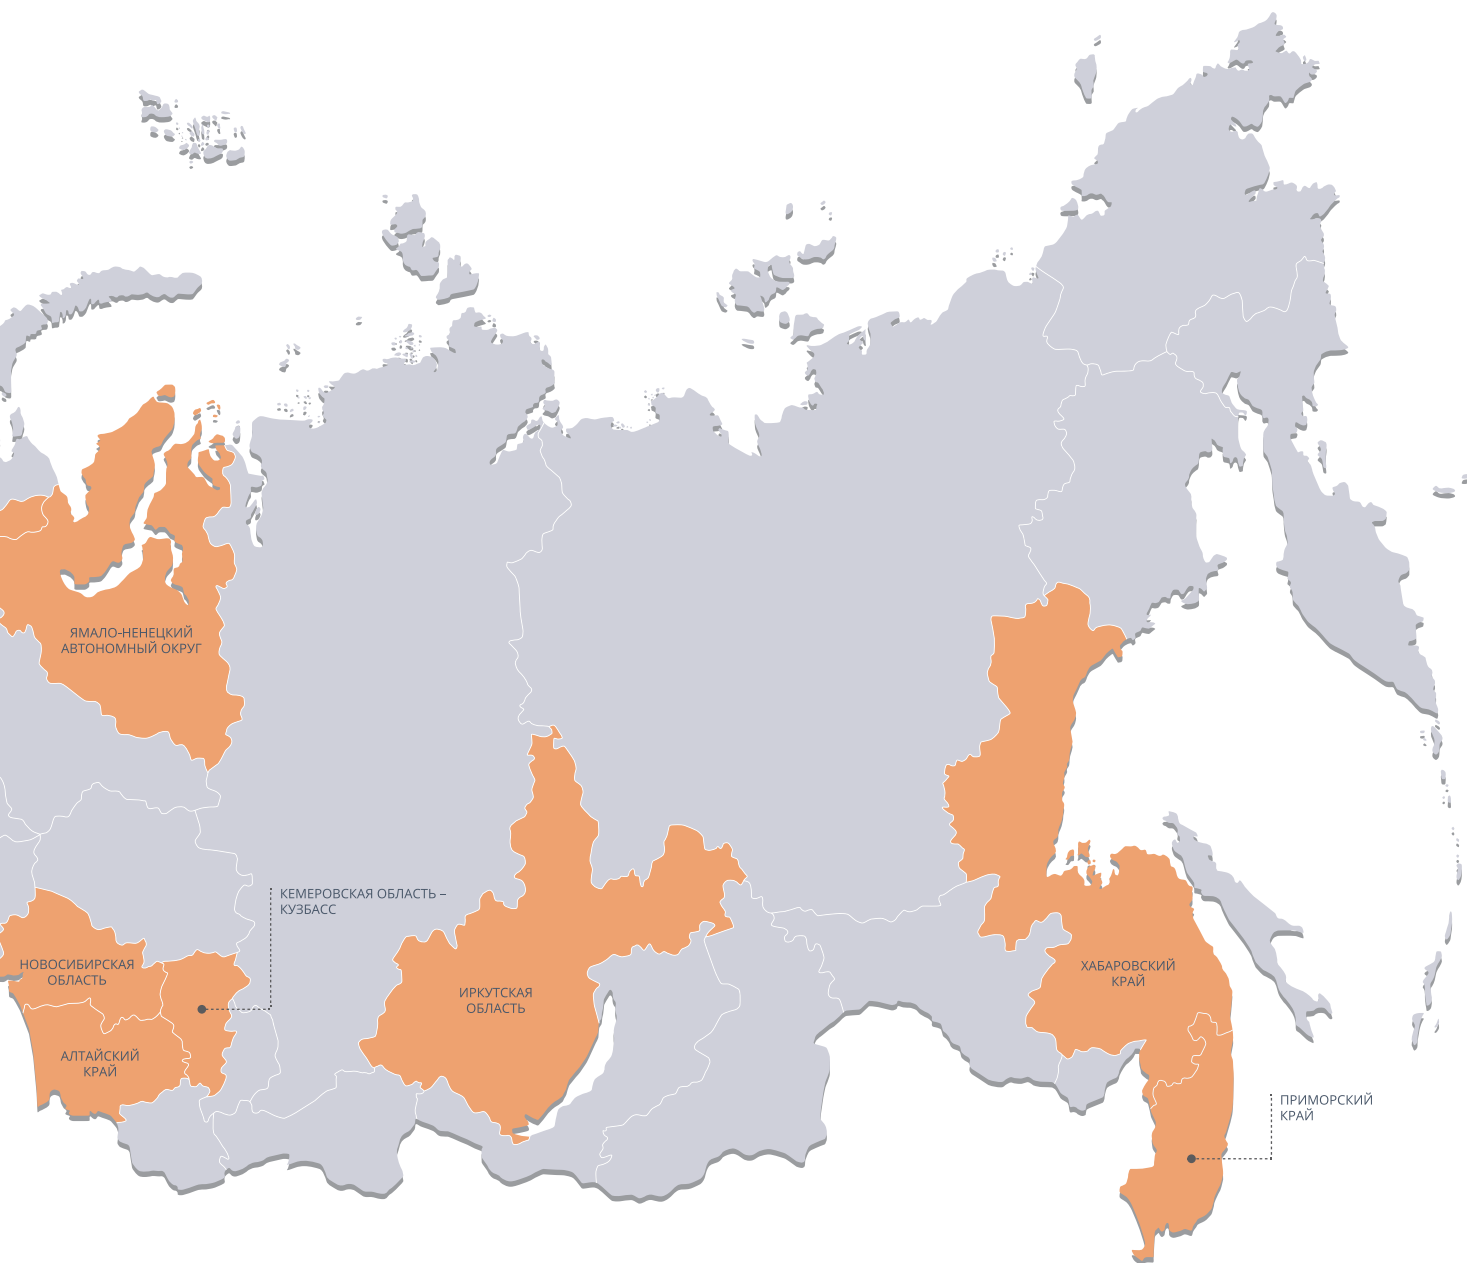 ЯМАЛО-НЕНЕЦКИЙ
АВТОНОМНЫЙ ОКРУГ
КЕМЕРОВСКАЯ ОБЛАСТЬ –
КУЗБАСС
НОВОСИБИРСКАЯ
ОБЛАСТЬ
ИРКУТСКАЯ
ОБЛАСТЬ
ХАБАРОВСКИЙ
КРАЙ
АЛТАЙСКИЙ
КРАЙ
ПРИМОРСКИЙ
КРАЙ